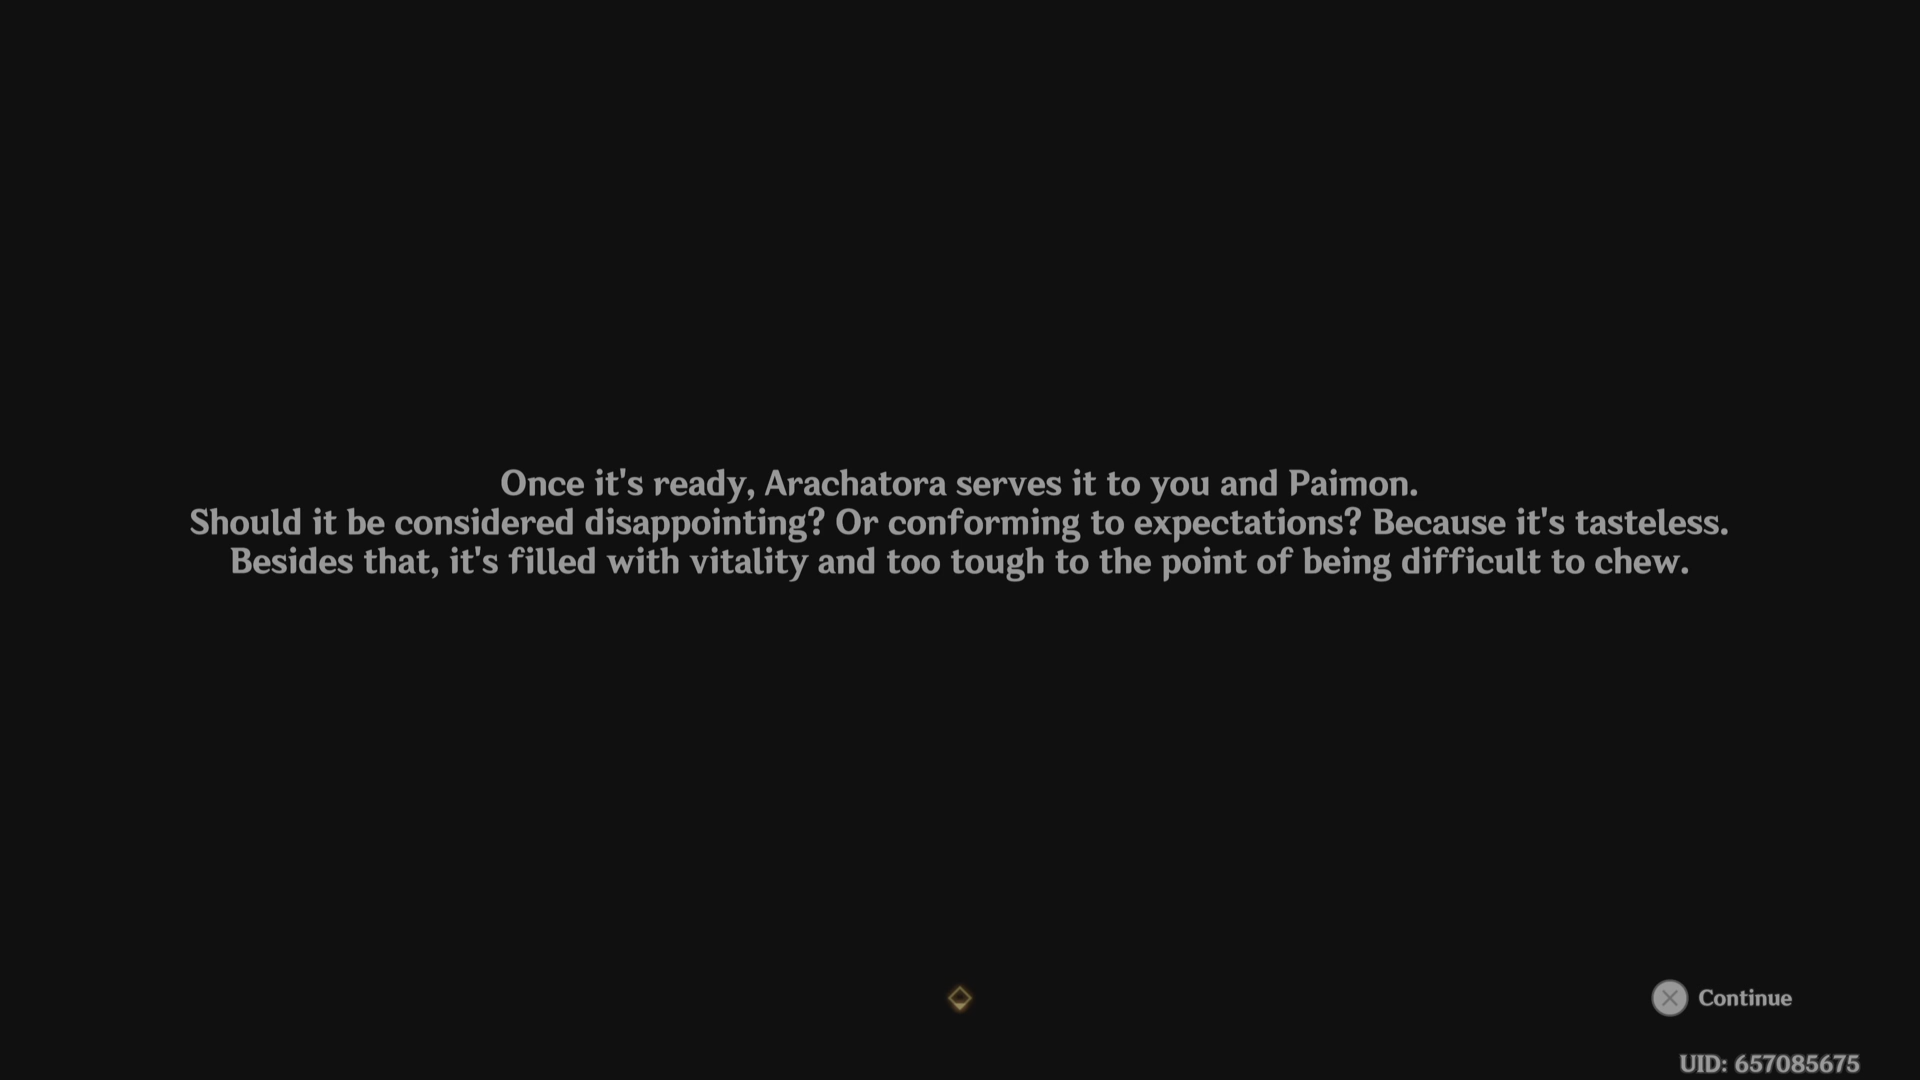 Once it's ready, Arachatora serves it to you and Paimon.
Should it be considered disappointing? Or conforming to expectations? Because it's tasteless.
Besides that, it's filled with vitality and too tough to the point of being difficult to chew.
Continue
UID: 657085675